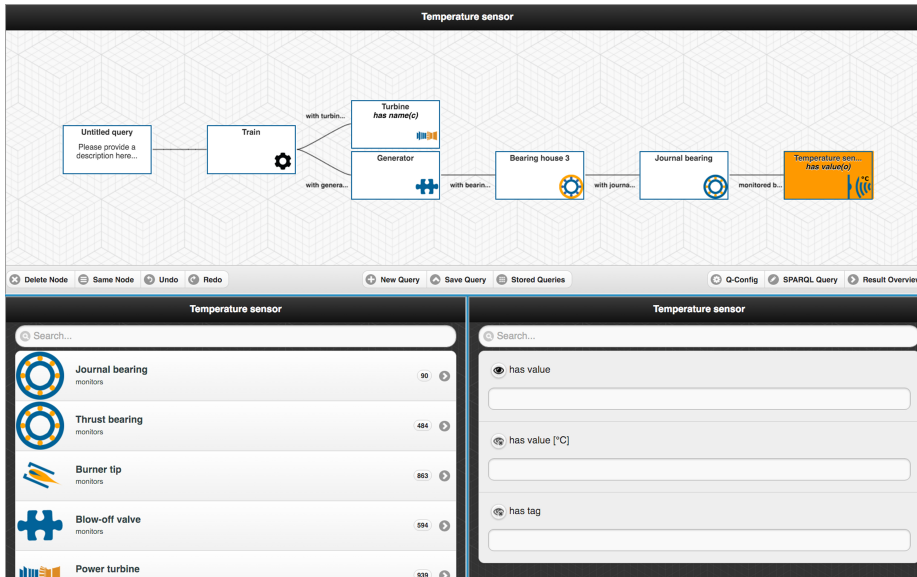 Temperature sensor
Untitled query
Please provide a
description here...
Train
with turbin...
Turbine
has name(c)
with genera...
Generator
with bearin...
Bearing house 3
with journa...
Journal bearing
monitored b...
Temperature sen...
has value(o)
°C
Delete Node
Same Node
Undo
Redo
New Query
Save Query
Stored Queries
Q-Config
SPARQL Query
Result Overview
Temperature sensor
Search...
Journal bearing
monitors
90
Thrust bearing
monitors
484
Burner tip
monitors
863
Blow-off valve
monitors
594
Power turbine
939
Temperature sensor
Search...
has value
has value [°C]
has tag